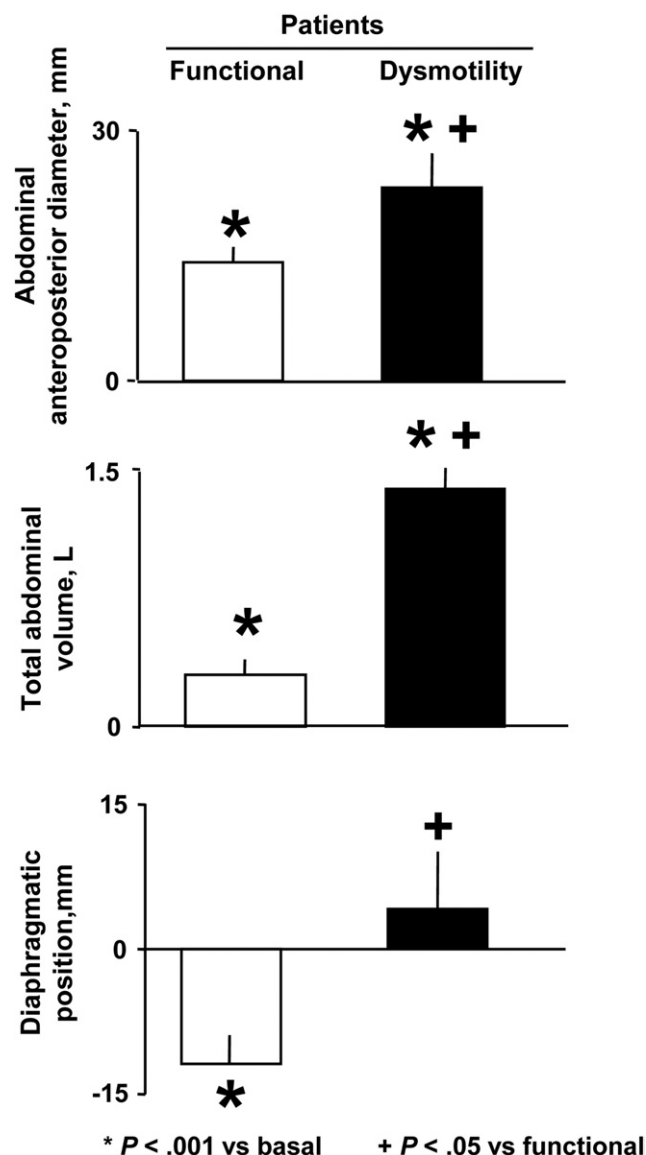 Patients
Functional Dysmotility
Abdominal
anteroposterior diameter, mm
30
* +
*
0
Total abdominal
volume, L
1.5
* +
*
0
Diaphragmatic
position,mm
15
+
0
-15
*
* P < .001 vs basal + P < .05 vs functional